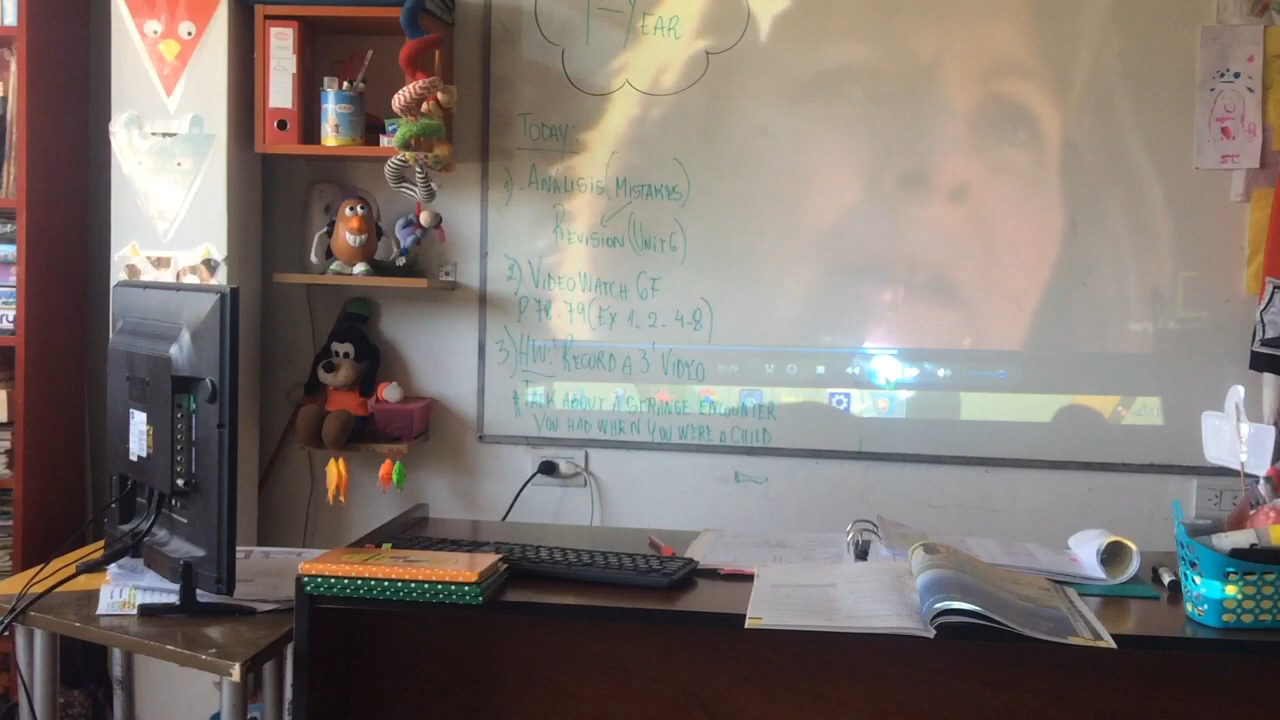 YEAR
TODAY:
1) ANALISIS (MISTAKES)
REVISION (UNIT 6)
2) VIDEO WATCH 6F
P. 78-79 (EX 1-2-4-8)
3) HW: RECORD A 3' VIDEO
* TALK ABOUT A STRANGE ENCOUNTER
YOU HAD WHEN YOU WERE A CHILD